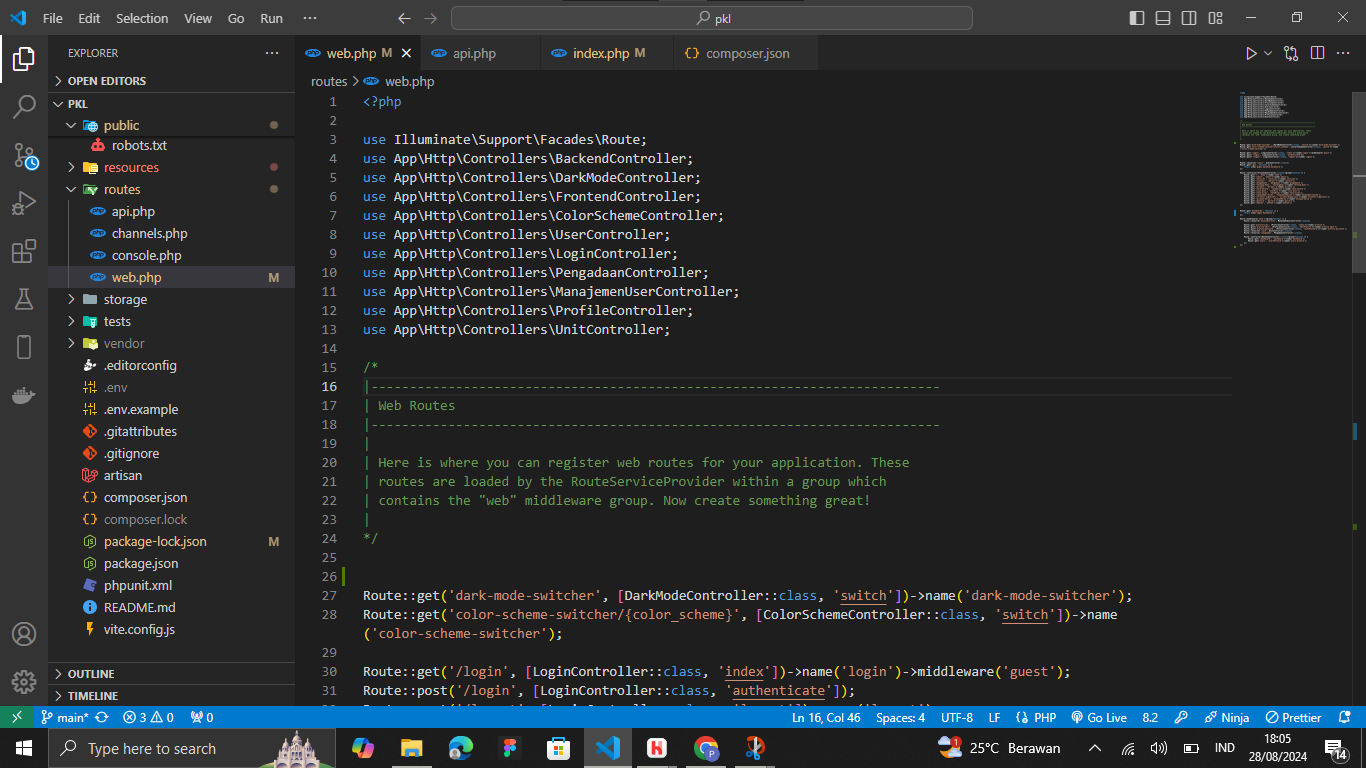 File Edit Selection View Go Run ··· pkl
EXPLORER ···
OPEN EDITORS
PKL
public
robots.txt
resources
routes
api.php
channels.php
console.php
web.php M
storage
tests
vendor
.editorconfig
.env
.env.example
.gitattributes
.gitignore
artisan
composer.json
composer.lock
package-lock.json M
package.json
phpunit.xml
README.md
vite.config.js
OUTLINE
TIMELINE
web.php M api.php index.php M composer.json
routes > web.php
1 <?php
2
3 use Illuminate\Support\Facades\Route;
4 use App\Http\Controllers\BackendController;
5 use App\Http\Controllers\DarkModeController;
6 use App\Http\Controllers\FrontendController;
7 use App\Http\Controllers\ColorSchemeController;
8 use App\Http\Controllers\UserController;
9 use App\Http\Controllers\LoginController;
10 use App\Http\Controllers\PengadaanController;
11 use App\Http\Controllers\ManajemenUserController;
12 use App\Http\Controllers\ProfileController;
13 use App\Http\Controllers\UnitController;
14
15 /*
16 |--------------------------------------------------------------------------
17 | Web Routes
18 |--------------------------------------------------------------------------
19 |
20 | Here is where you can register web routes for your application. These
21 | routes are loaded by the RouteServiceProvider within a group which
22 | contains the "web" middleware group. Now create something great!
23 |
24 */
25
26
27 Route::get('dark-mode-switcher', [DarkModeController::class, 'switch'])->name('dark-mode-switcher');
28 Route::get('color-scheme-switcher/{color_scheme}', [ColorSchemeController::class, 'switch'])->name
('color-scheme-switcher');
29
30 Route::get('/login', [LoginController::class, 'index'])->name('login')->middleware('guest');
31 Route::post('/login', [LoginController::class, 'authenticate']);
main* 3 0 0 Ln 16, Col 46 Spaces: 4 UTF-8 LF PHP Go Live 8.2 Ninja Prettier
Type here to search 25°C Berawan IND 18:05
28/08/2024 14